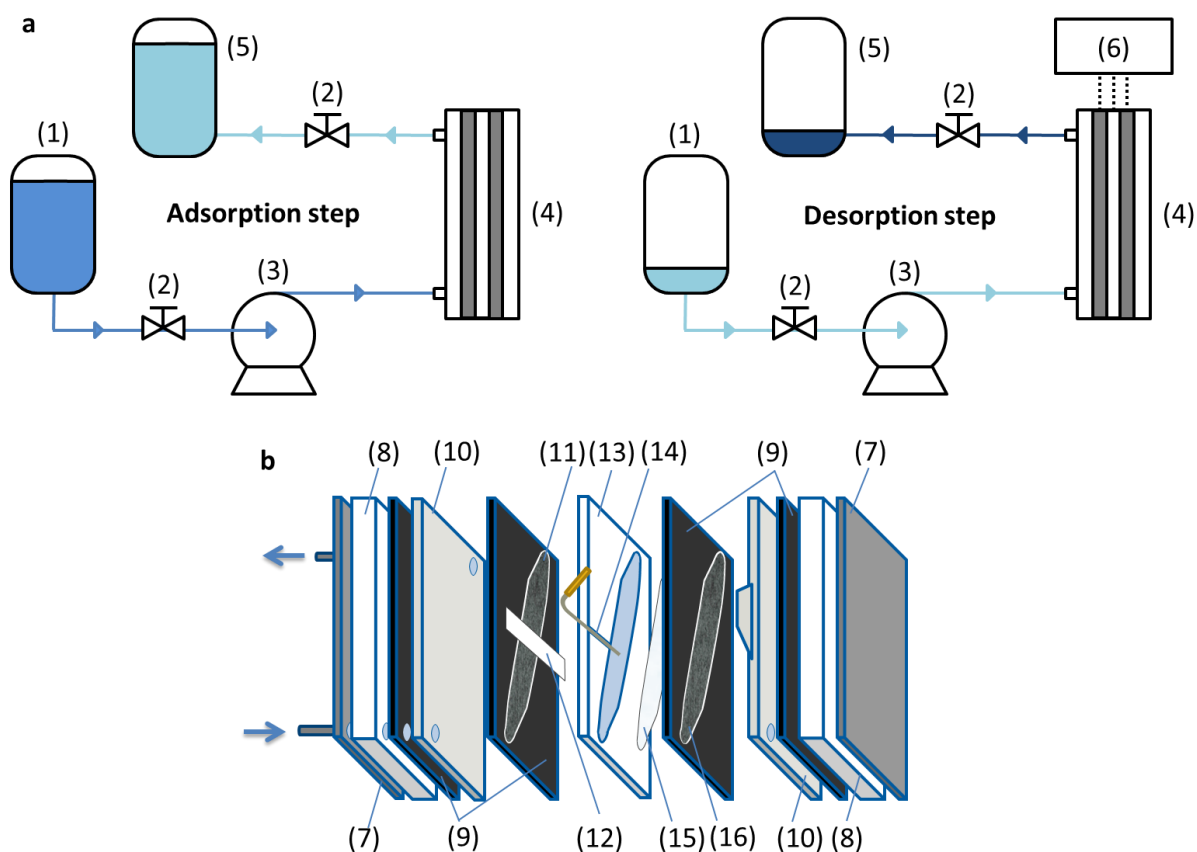 a
(5) (5) (6)
(2) (2)
(1) (1)
Adsorption step (4) Desorption step (4)
(3) (3)
(2) (2)
b (8) (10) (11) (13) (14) (9) (7)
(7) (9) (12) (15) (16) (10) (8)